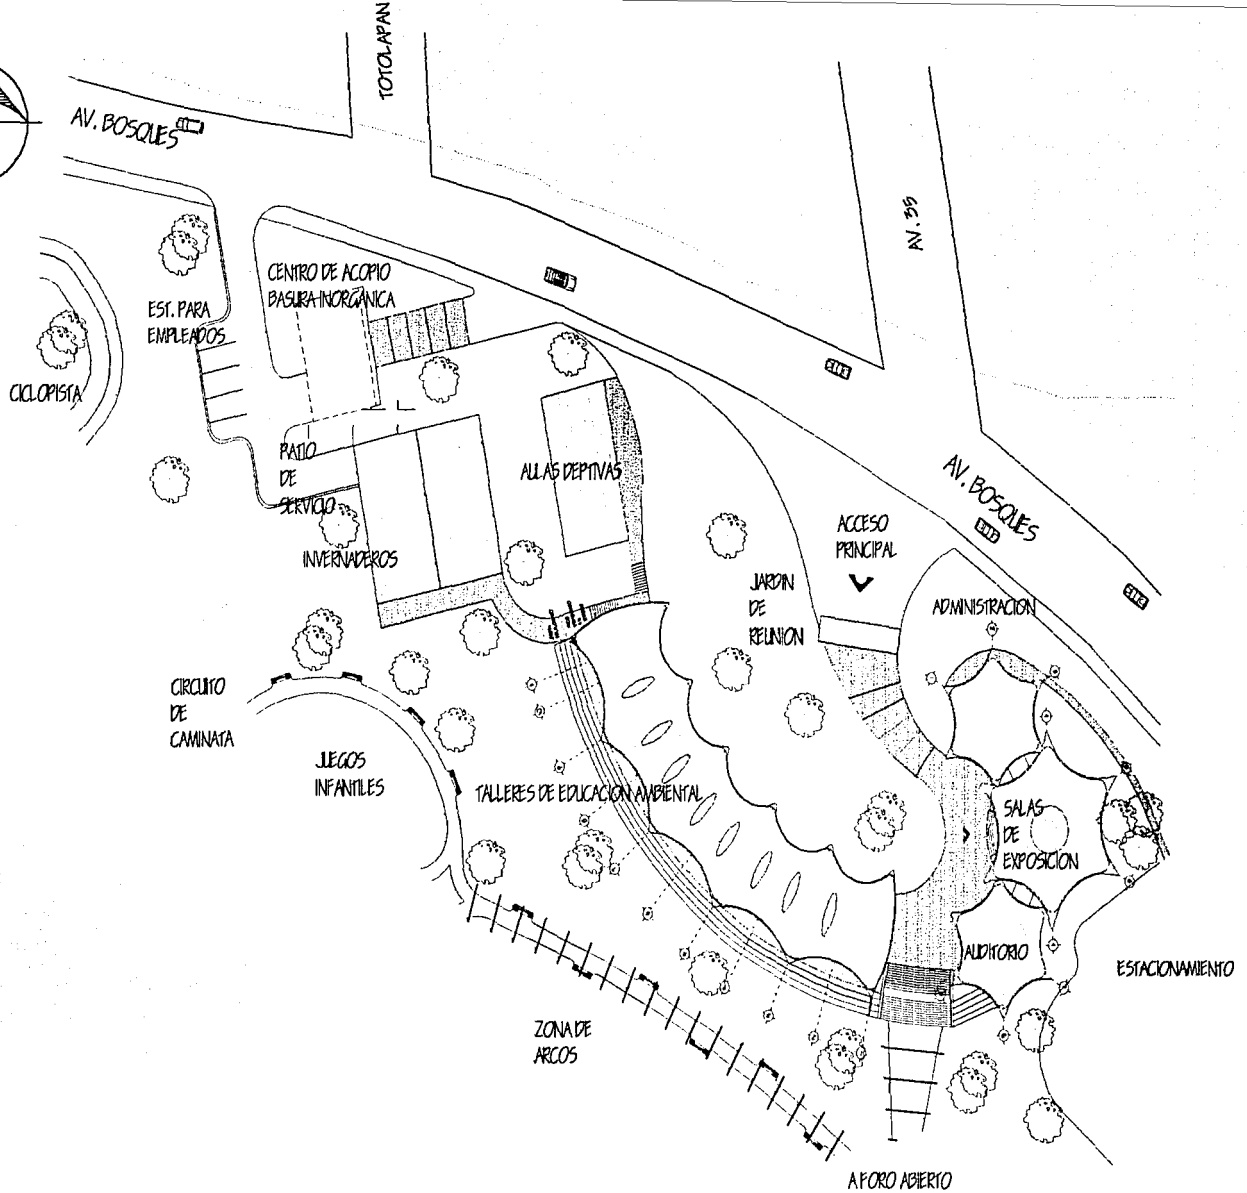 TOTOLAPAN
AV. BOSQUES
AV. 35
CENTRO DE ACOPIO
BASURA INORGANICA
EST. PARA
EMPLEADOS
CICLOPISTA
PATIO
DE
SERVICIO
AULAS DEPTIVAS
INVERNADEROS
AV. BOSQUES
ACCESO
PRINCIPAL
JARDIN
DE
REUNION
ADMINISTRACION
CIRCUITO
DE
CAMINATA
JUEGOS
INFANTILES
TALLERES DE EDUCACION AMBIENTAL
SALAS
DE
EXPOSICION
AUDITORIO
ESTACIONAMIENTO
ZONA DE
ARCOS
A FORO ABIERTO